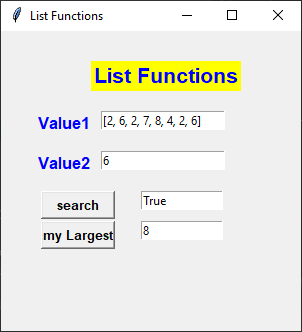 List Functions
List Functions
Value1 [2, 6, 2, 7, 8, 4, 2, 6]
Value2 6
search True
my Largest 8